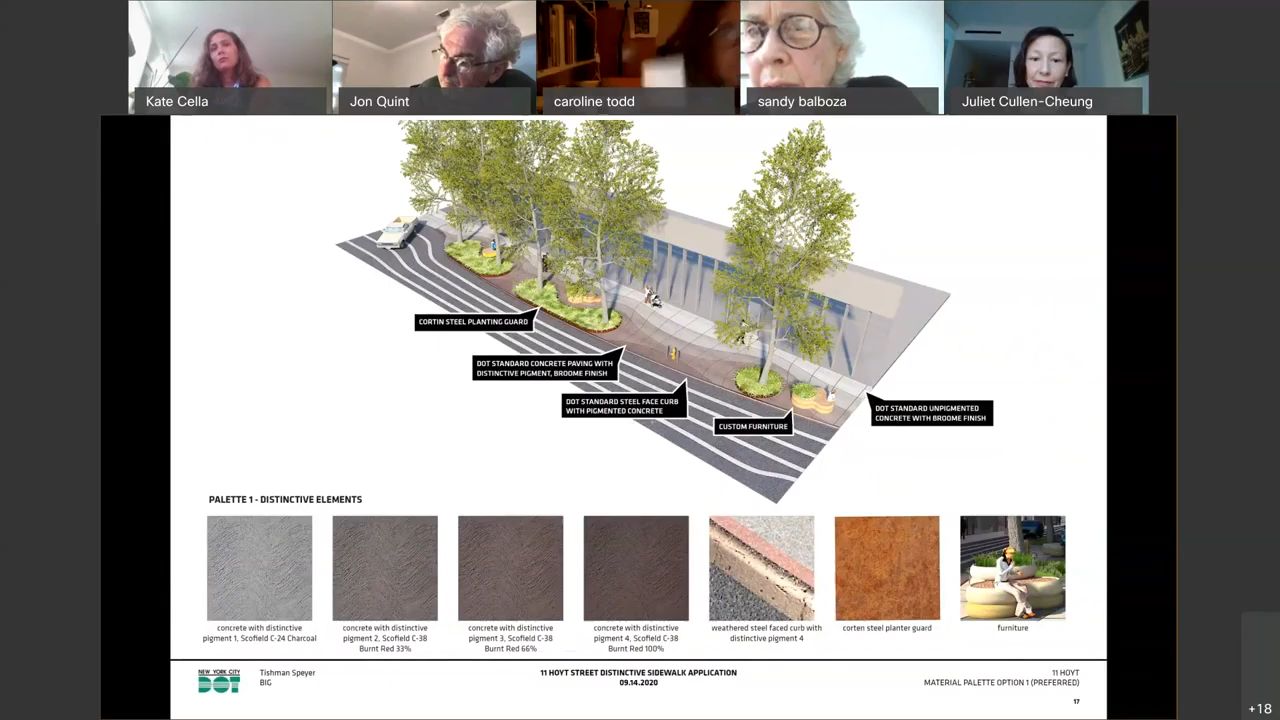 Kate Cella
Jon Quint
caroline todd
sandy balboza
Juliet Cullen-Cheung
CORTIN STEEL PLANTING GUARD
DOT STANDARD CONCRETE PAVING WITH
DISTINCTIVE PIGMENT, BROOME FINISH
DOT STANDARD STEEL FACE CURB
WITH PIGMENTED CONCRETE
CUSTOM FURNITURE
DOT STANDARD UNPIGMENTED
CONCRETE WITH BROOME FINISH
PALETTE 1 - DISTINCTIVE ELEMENTS
concrete with distinctive
pigment 1, Scofield C-24 Charcoal
concrete with distinctive
pigment 2, Scofield C-38
Burnt Red 33%
concrete with distinctive
pigment 3, Scofield C-38
Burnt Red 66%
concrete with distinctive
pigment 4, Scofield C-38
Burnt Red 100%
weathered steel faced curb with
distinctive pigment 4
corten steel planter guard
furniture
NEW YORK CITY
DOT
Tishman Speyer
BIG
11 HOYT STREET DISTINCTIVE SIDEWALK APPLICATION
09.14.2020
11 HOYT
MATERIAL PALETTE OPTION 1 (PREFERRED)
17
+18